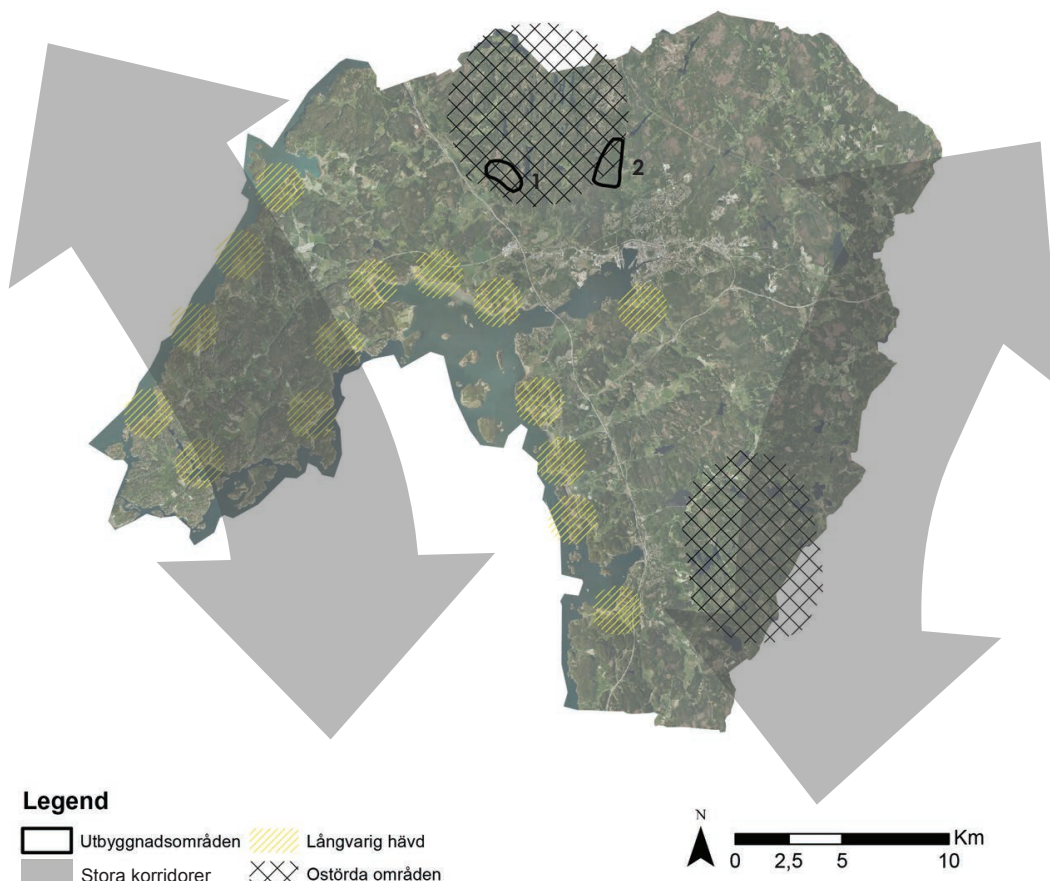 1
2
Legend
Utbyggnadsområden
Långvarig hävd
Stora korridorer
Ostörda områden
N
Km
0 2,5 5 10